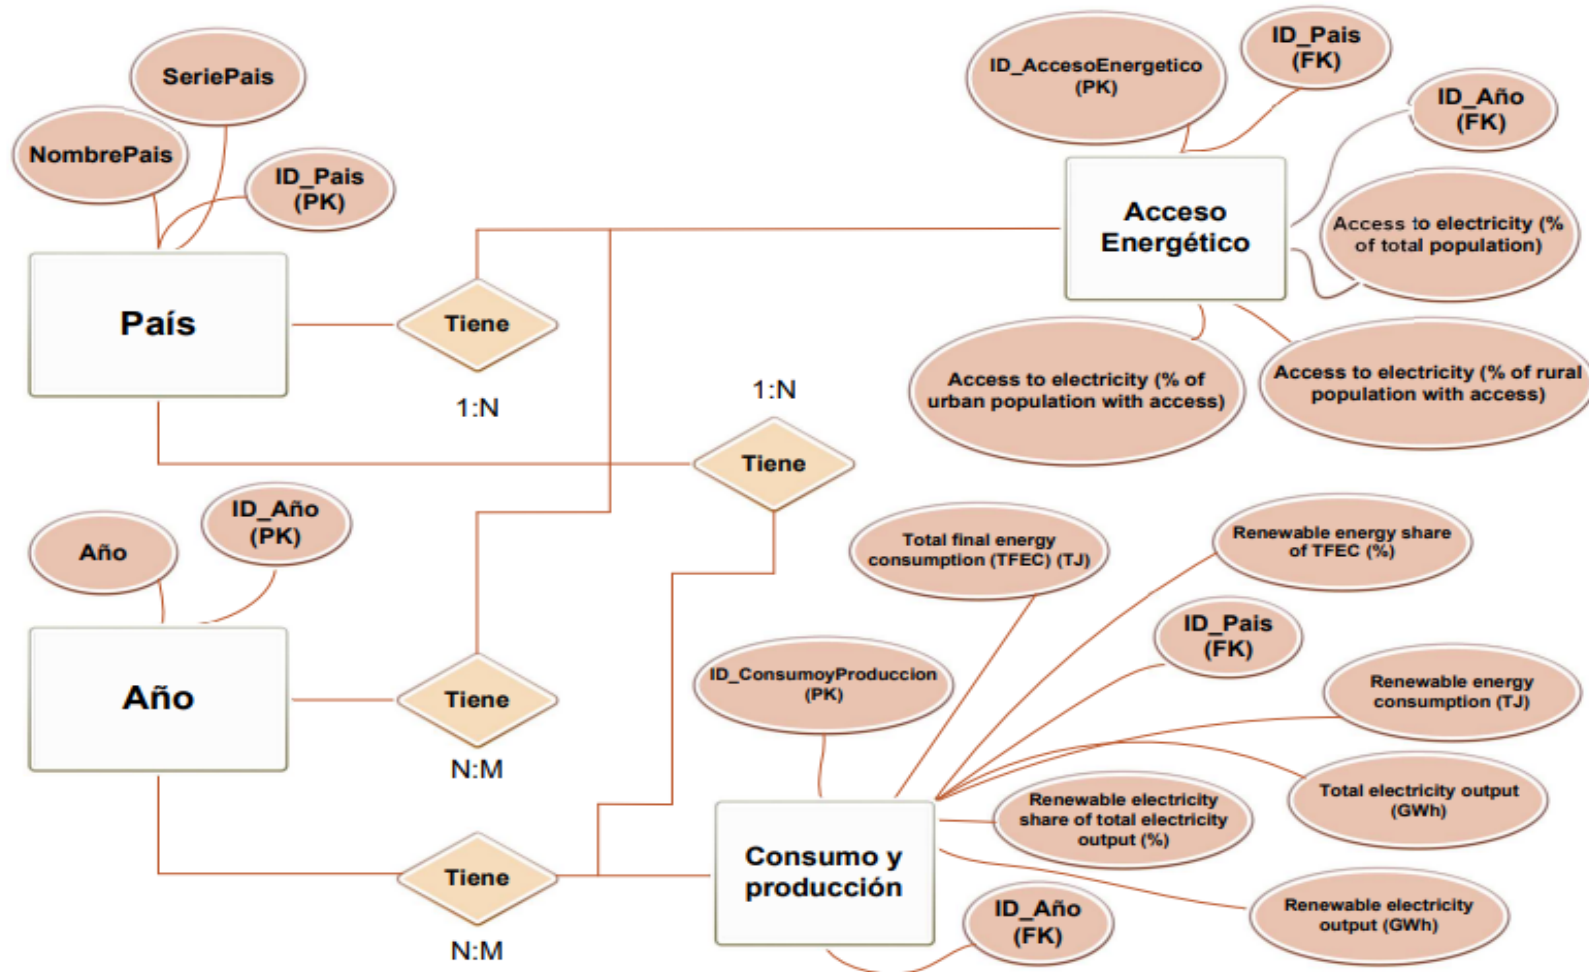 SeriePais
NombrePais
ID_Pais
(PK)
País
Tiene
1:N
ID_AccesoEnergetico
(PK)
ID_Pais
(FK)
ID_Año
(FK)
Acceso
Energético
Access to electricity (%
of total population)
Access to electricity (% of
urban population with access)
Access to electricity (% of rural
population with access)
1:N
Tiene
Año
ID_Año
(PK)
Año
Tiene
N:M
Tiene
N:M
Total final energy
consumption (TFEC) (TJ)
Renewable energy share
of TFEC (%)
ID_Pais
(FK)
ID_ConsumoyProduccion
(PK)
Renewable energy
consumption (TJ)
Total electricity output
(GWh)
Renewable electricity
share of total electricity
output (%)
Consumo y
producción
Renewable electricity
output (GWh)
ID_Año
(FK)